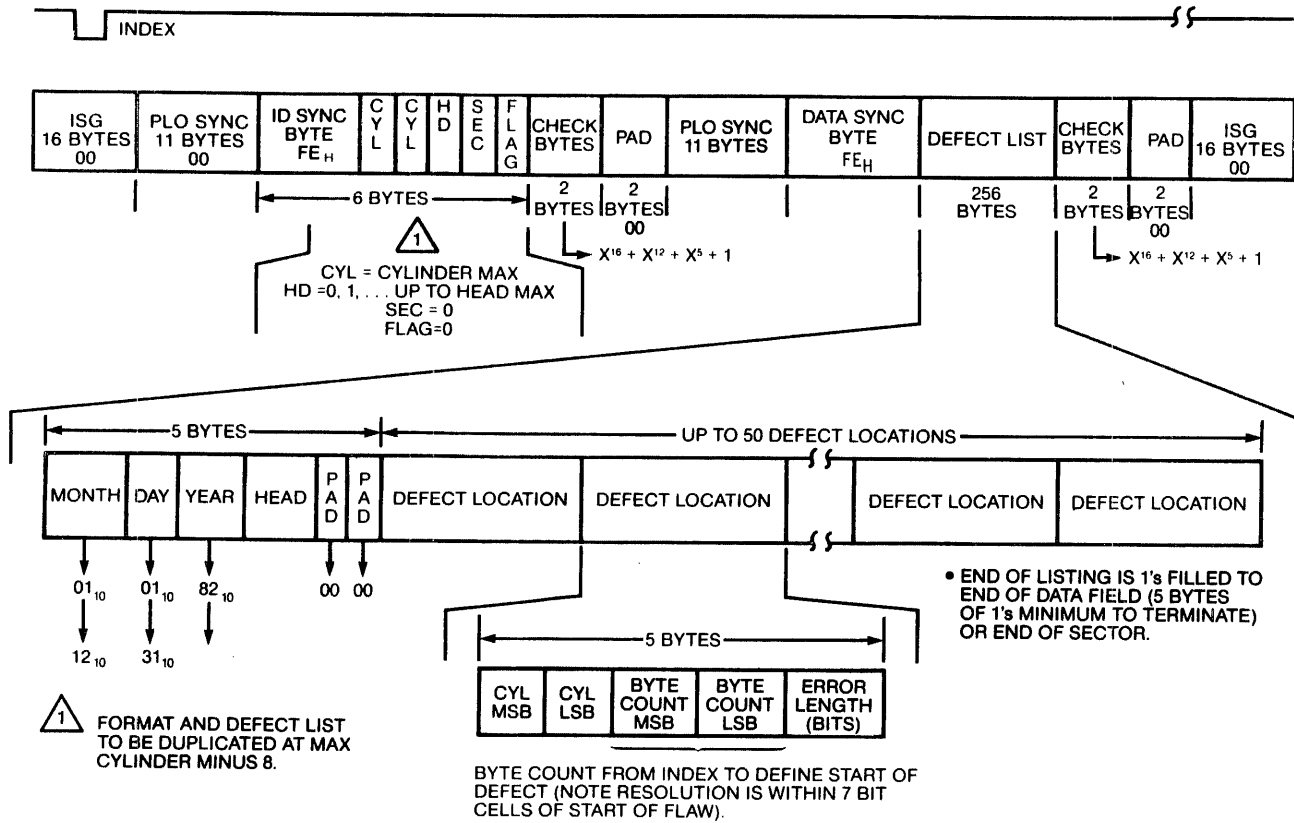 INDEX
ISG
16 BYTES
00
PLO SYNC
11 BYTES
00
ID SYNC
BYTE
FE_H
CYL
CYL
HD
SEC
FLAG
CHECK
BYTES
PAD
PLO SYNC
11 BYTES
DATA SYNC
BYTE
FE_H
DEFECT LIST
CHECK
BYTES
PAD
ISG
16 BYTES
00
6 BYTES
2
BYTES
2
BYTES
00
256
BYTES
2
BYTES
2
BYTES
00
X¹⁶ + X¹² + X⁵ + 1
X¹⁶ + X¹² + X⁵ + 1
1
CYL = CYLINDER MAX
HD =0, 1, . . . UP TO HEAD MAX
SEC = 0
FLAG=0
5 BYTES
UP TO 50 DEFECT LOCATIONS
MONTH
DAY
YEAR
HEAD
PAD
PAD
DEFECT LOCATION
DEFECT LOCATION
DEFECT LOCATION
DEFECT LOCATION
01₁₀
01₁₀
82₁₀
00
00
12₁₀
31₁₀
• END OF LISTING IS 1's FILLED TO
END OF DATA FIELD (5 BYTES
OF 1's MINIMUM TO TERMINATE)
OR END OF SECTOR.
5 BYTES
CYL
MSB
CYL
LSB
BYTE
COUNT
MSB
BYTE
COUNT
LSB
ERROR
LENGTH
(BITS)
1
FORMAT AND DEFECT LIST
TO BE DUPLICATED AT MAX
CYLINDER MINUS 8.
BYTE COUNT FROM INDEX TO DEFINE START OF
DEFECT (NOTE RESOLUTION IS WITHIN 7 BIT
CELLS OF START OF FLAW).